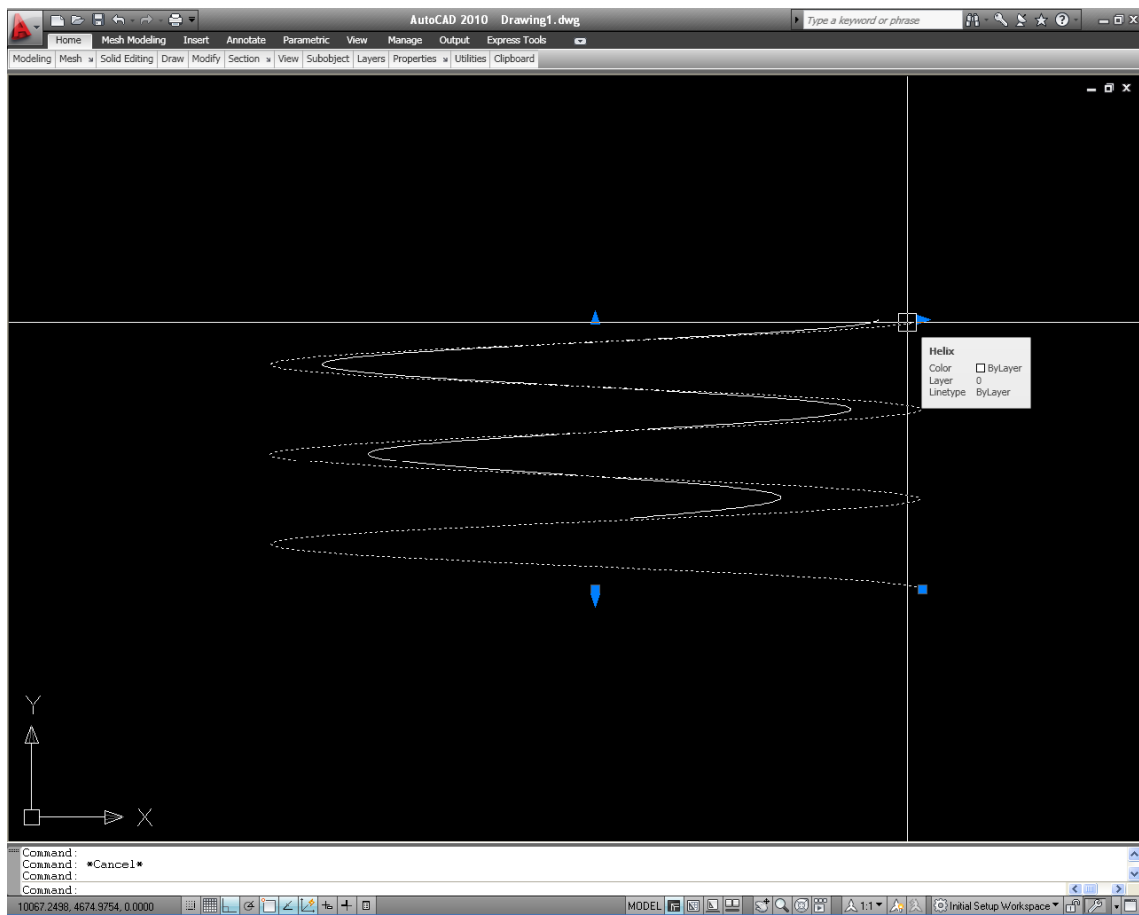 AutoCAD 2010 Drawing1.dwg
Type a keyword or phrase
Home Mesh Modeling Insert Annotate Parametric View Manage Output Express Tools
Modeling Mesh Solid Editing Draw Modify Section View Subobject Layers Properties Utilities Clipboard
Helix
Color ByLayer
Layer 0
Linetype ByLayer
Y
X
Command:
Command: *Cancel*
Command:
Command:
10067.2498, 4674.9754, 0.0000 MODEL 1:1 Initial Setup Workspace